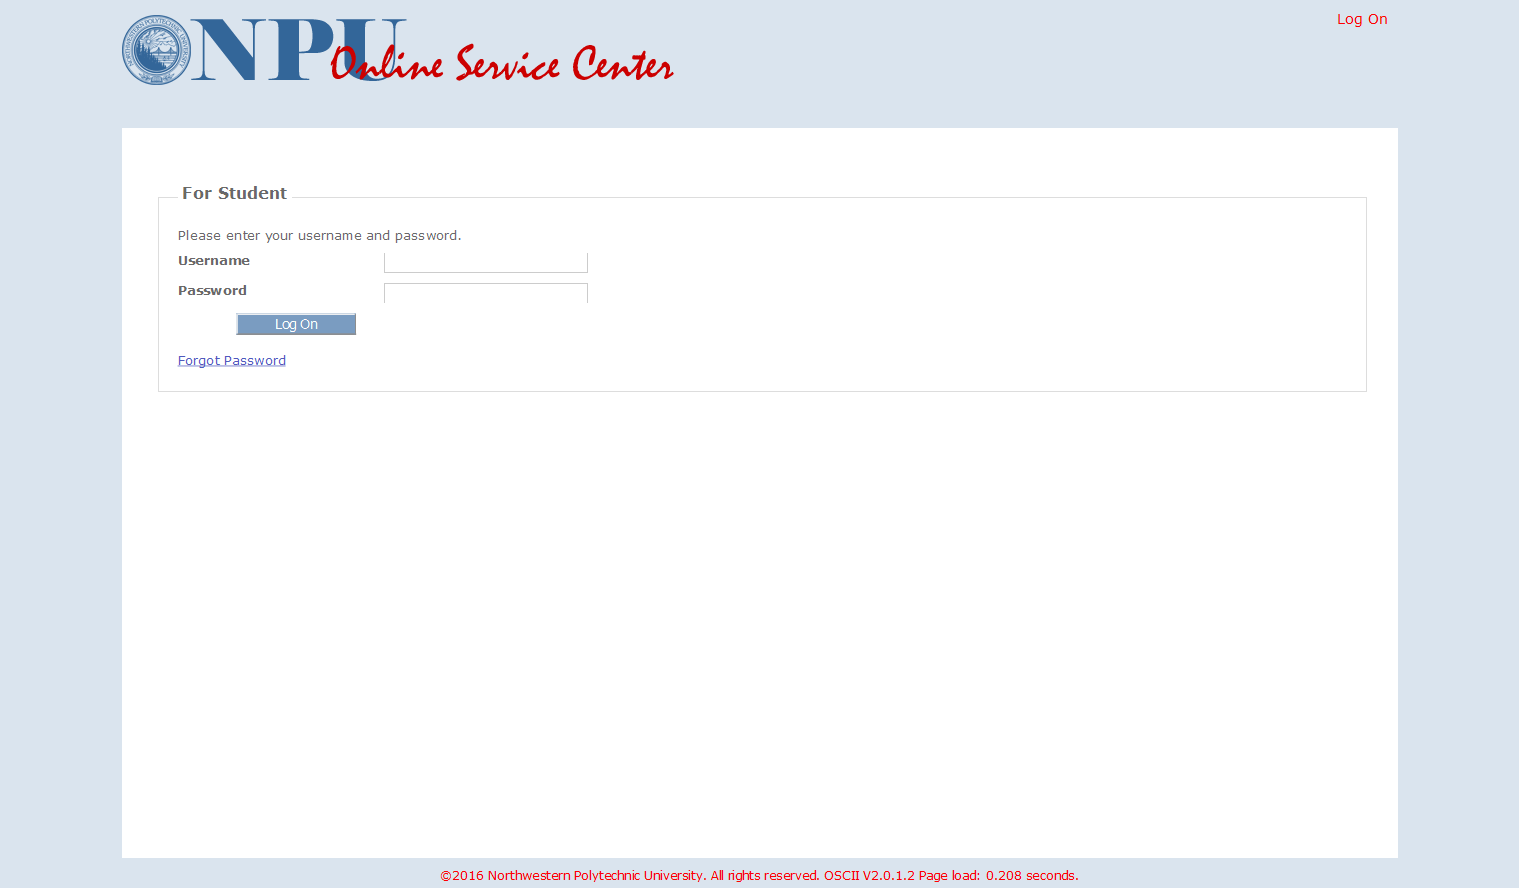 NPU Online Service Center
Log On
For Student
Please enter your username and password.
Username
Password
Log On
Forgot Password
©2016 Northwestern Polytechnic University. All rights reserved. OSCII V2.0.1.2 Page load: 0.208 seconds.